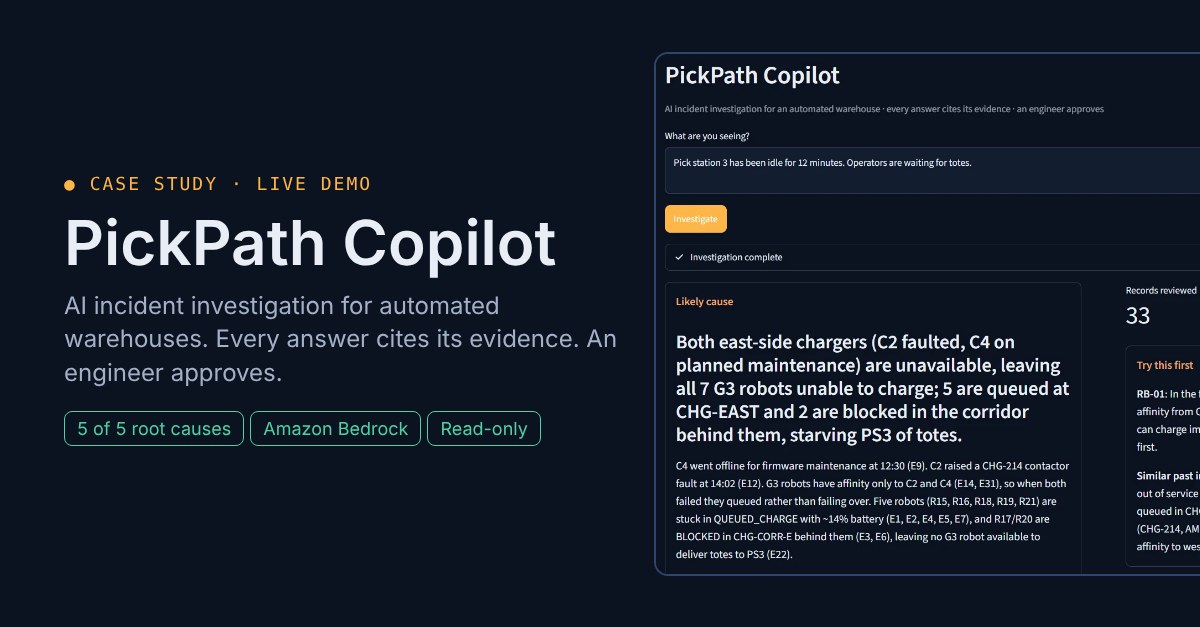 CASE STUDY · LIVE DEMO
PickPath Copilot
AI incident investigation for automated
warehouses. Every answer cites its evidence. An
engineer approves.
5 of 5 root causes
Amazon Bedrock
Read-only
PickPath Copilot
AI incident investigation for an automated warehouse · every answer cites its evidence · an engineer approves
What are you seeing?
Pick station 3 has been idle for 12 minutes. Operators are waiting for totes.
Investigate
Investigation complete
Likely cause
Both east-side chargers (C2 faulted, C4 on
planned maintenance) are unavailable, leaving
all 7 G3 robots unable to charge; 5 are queued at
CHG-EAST and 2 are blocked in the corridor
behind them, starving PS3 of totes.
C4 went offline for firmware maintenance at 12:30 (E9). C2 raised a CHG-214 contactor
fault at 14:02 (E12). G3 robots have affinity only to C2 and C4 (E14, E31), so when both
failed they queued rather than failing over. Five robots (R15, R16, R18, R19, R21) are
stuck in QUEUED_CHARGE with ~14% battery (E1, E2, E4, E5, E7), and R17/R20 are
BLOCKED in CHG-CORR-E behind them (E3, E6), leaving no G3 robot available to
deliver totes to PS3 (E22).
Records reviewed
33
Try this first
RB-01: In the
affinity from C
can charge im
first.
Similar past in
out of service
queued in CH
(CHG-214, AM
affinity to wes